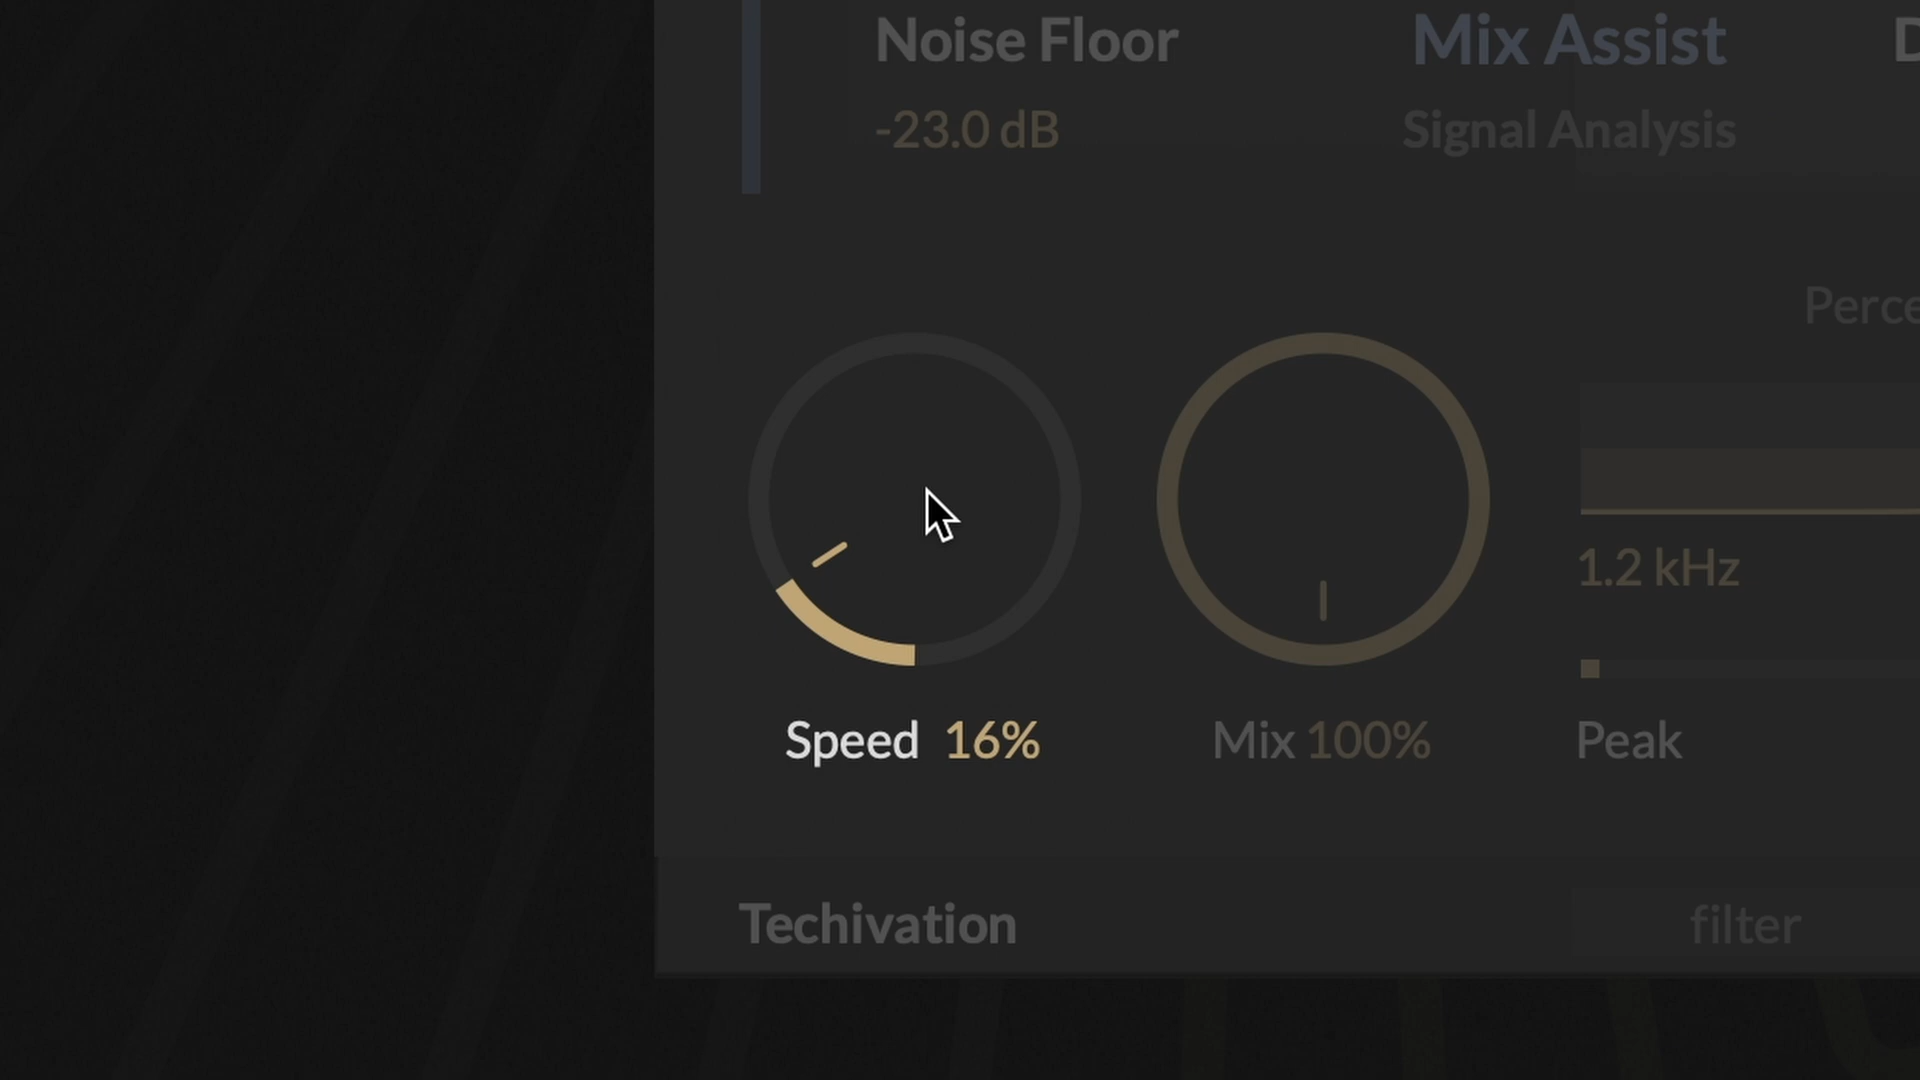 Noise Floor
Mix Assist
-23.0 dB
Signal Analysis
1.2 kHz
Speed 16%
Mix 100%
Peak
Techivation
filter